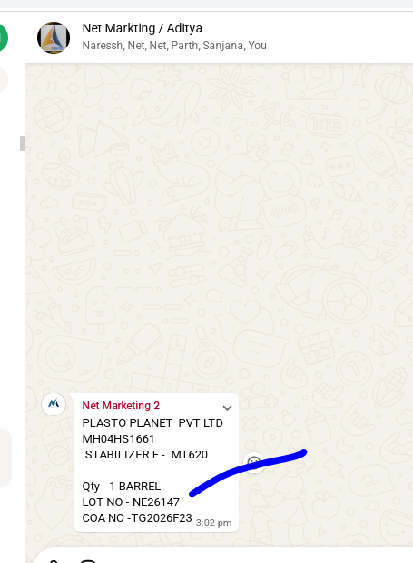 Net Markting / Aditya
Naressh, Net, Net, Parth, Sanjana, You
Net Marketing 2
PLASTO PLANET PVT LTD
MH04HS1661
STABILIZER E - MT620
Qty - 1 BARREL
LOT NO - NE26147
COA NO -TG2026F23
3:02 pm